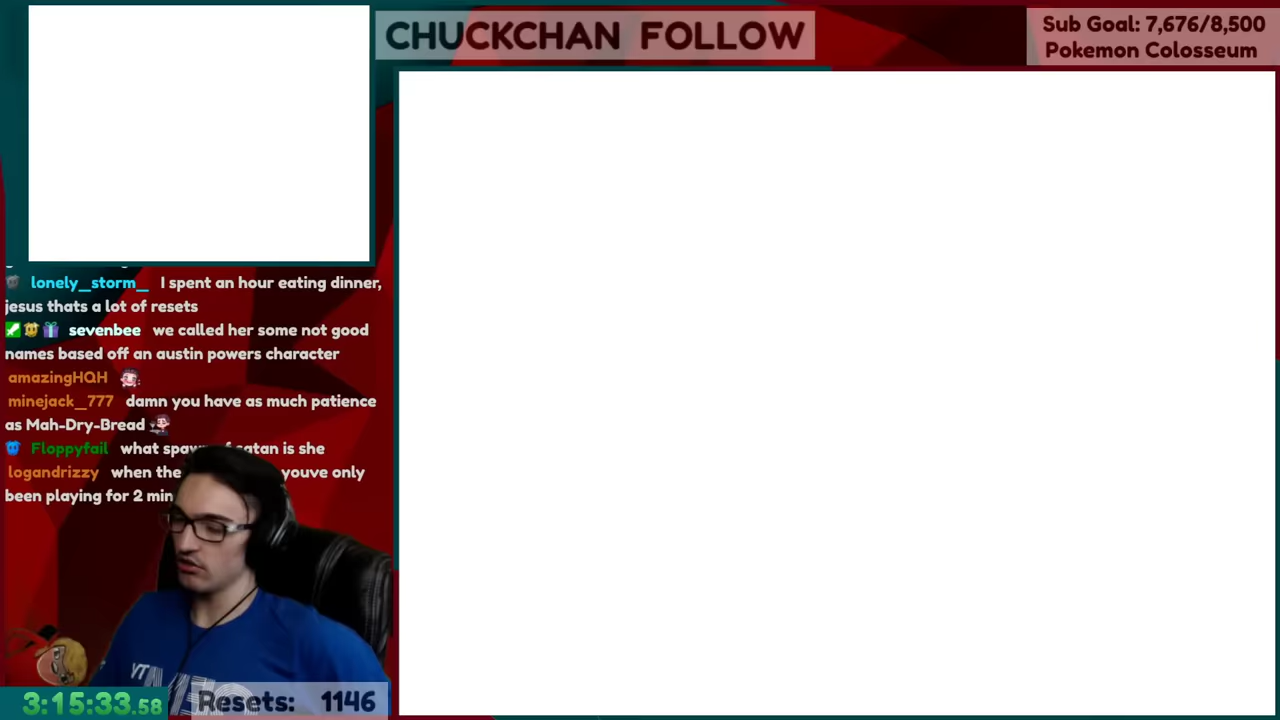 CHUCKCHAN FOLLOW
Sub Goal: 7,676/8,500
Pokemon Colosseum
lonely__storm_ I spent an hour eating dinner,
jesus thats a lot of resets
sevenbee we called her some not good
names based off an austin powers character
amazingHQH
minejack_777 damn you have as much patience
as Mah-Dry-Bread
Floppyfail what satan is she
logandrizzy when the youve only
been playing for 2 min
YT
3:15:33.58
Resets: 1146